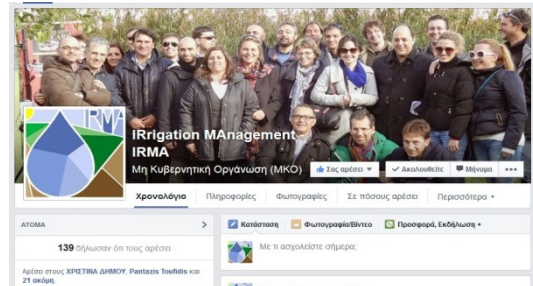 IRMA
IRrigation MAnagement -
IRMA
Μη Κυβερνητική Οργάνωση (ΜΚΟ)
Σας αρέσει
Ακολουθείτε
Μήνυμα
Χρονολόγιο
Πληροφορίες
Φωτογραφίες
Σε πόσους αρέσει
Περισσότερα
ΑΤΟΜΑ
139 δήλωσαν ότι τους αρέσει
Αρέσει στους ΧΡΙΣΤΙΝΑ ΔΗΜΟΥ, Pantazis Toufidis και
21 ακόμη.
Κατάσταση
Φωτογραφία/Βίντεο
Προσφορά, Εκδήλωση +
Με τι ασχολείστε σήμερα;